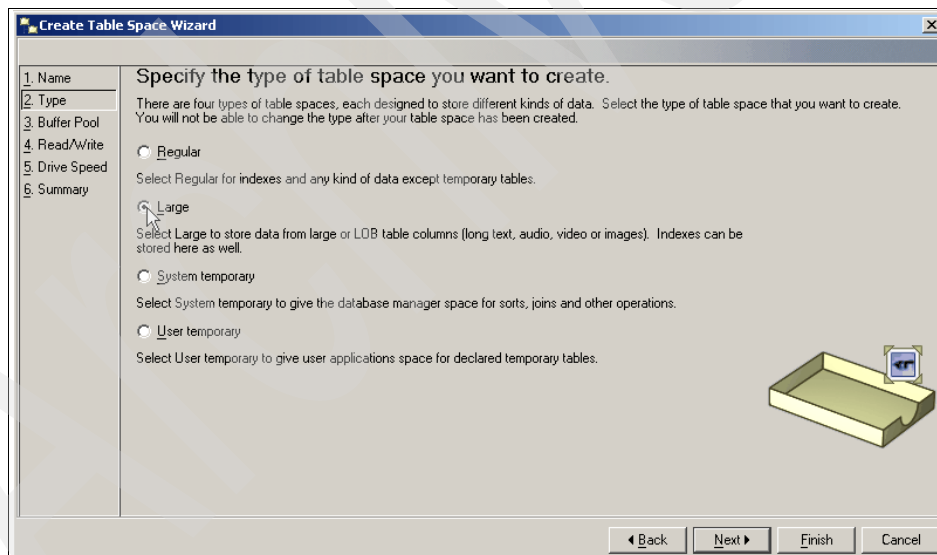 Create Table Space Wizard
1. Name
2. Type
3. Buffer Pool
4. Read/Write
5. Drive Speed
6. Summary
Specify the type of table space you want to create.
There are four types of table spaces, each designed to store different kinds of data. Select the type of table space that you want to create.
You will not be able to change the type after your table space has been created.
Regular
Select Regular for indexes and any kind of data except temporary tables.
Large
Select Large to store data from large or LOB table columns (long text, audio, video or images). Indexes can be
stored here as well.
System temporary
Select System temporary to give the database manager space for sorts, joins and other operations.
User temporary
Select User temporary to give user applications space for declared temporary tables.
Back
Next
Finish
Cancel